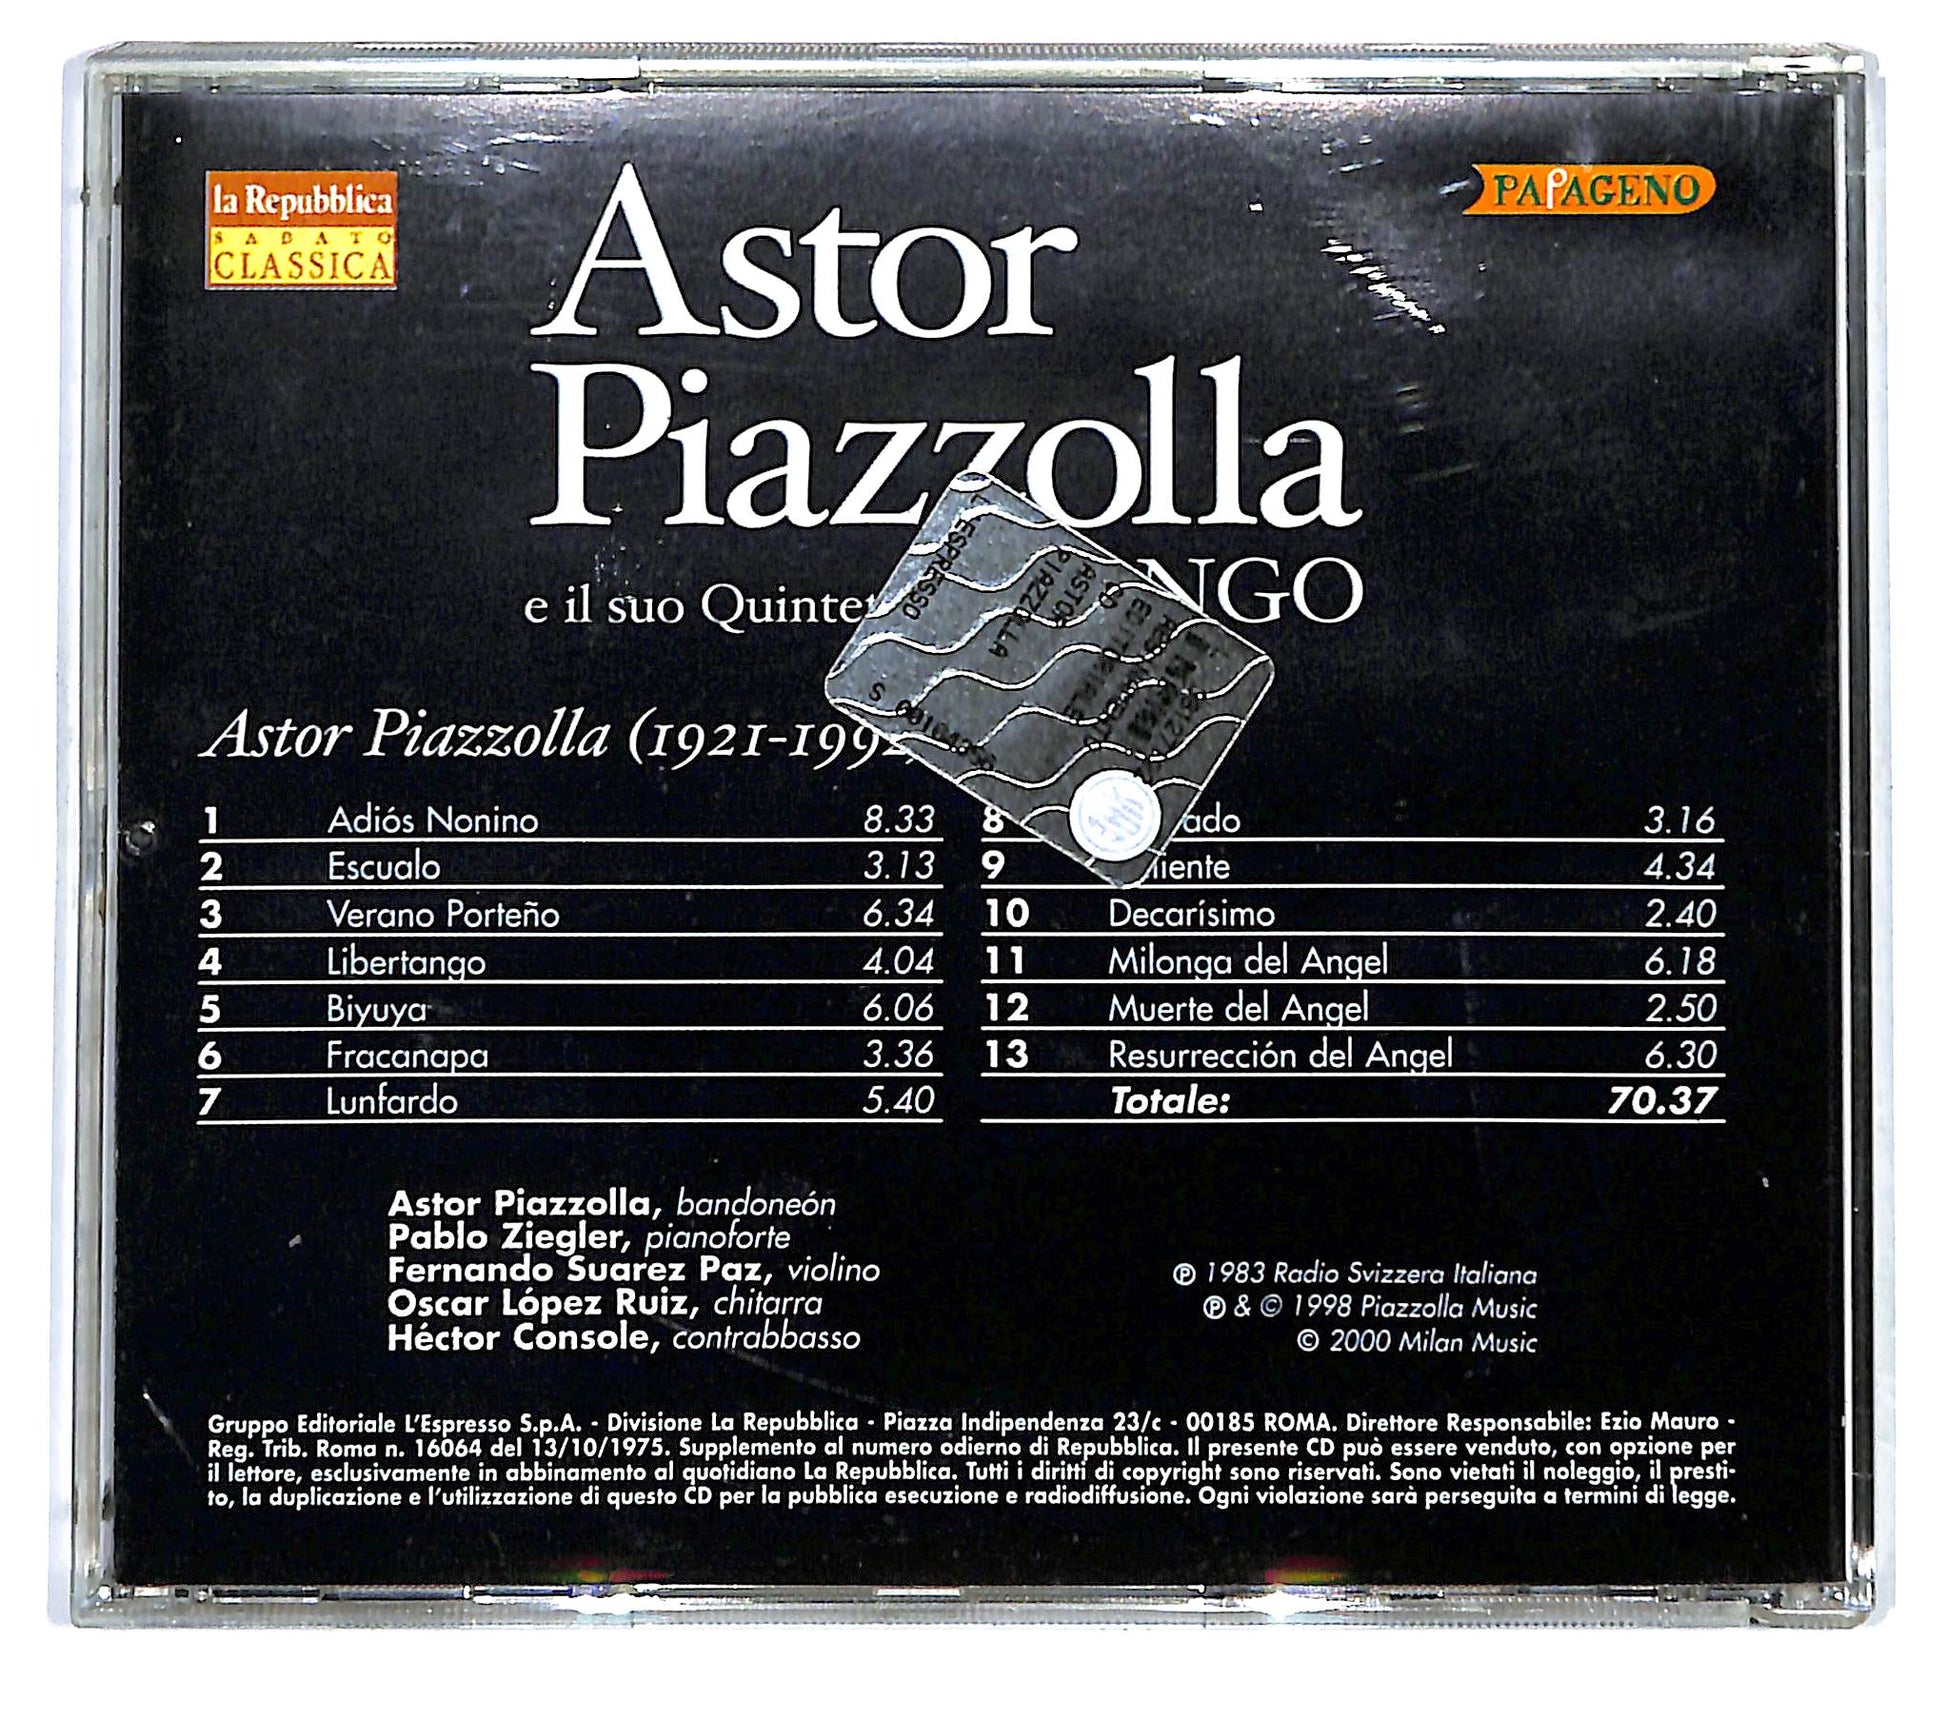 la Repubblica
SABATO
CLASSICA
PAPAGENO
Astor
Piazzolla
e il suo Quintet NGO
L'ESPRESSO
ASTOR
PIAZZOLLA
S
Astor Piazzolla (1921-1992
1 Adiós Nonino 8.33
2 Escualo 3.13
3 Verano Porteño 6.34
4 Libertango 4.04
5 Biyuya 6.06
6 Fracanapa 3.36
7 Lunfardo 5.40
8 ado 3.16
9 iente 4.34
10 Decarísimo 2.40
11 Milonga del Angel 6.18
12 Muerte del Angel 2.50
13 Resurrección del Angel 6.30
Totale: 70.37
Astor Piazzolla, bandoneón
Pablo Ziegler, pianoforte
Fernando Suarez Paz, violino
Oscar López Ruiz, chitarra
Héctor Console, contrabbasso
℗ 1983 Radio Svizzera Italiana
℗ & © 1998 Piazzolla Music
© 2000 Milan Music
Gruppo Editoriale L'Espresso S.p.A. - Divisione La Repubblica - Piazza Indipendenza 23/c - 00185 ROMA. Direttore Responsabile: Ezio Mauro -
Reg. Trib. Roma n. 16064 del 13/10/1975. Supplemento al numero odierno di Repubblica. Il presente CD può essere venduto, con opzione per
il lettore, esclusivamente in abbinamento al quotidiano La Repubblica. Tutti i diritti di copyright sono riservati. Sono vietati il noleggio, il presti-
to, la duplicazione e l'utilizzazione di questo CD per la pubblica esecuzione e radiodiffusione. Ogni violazione sarà perseguita a termini di legge.